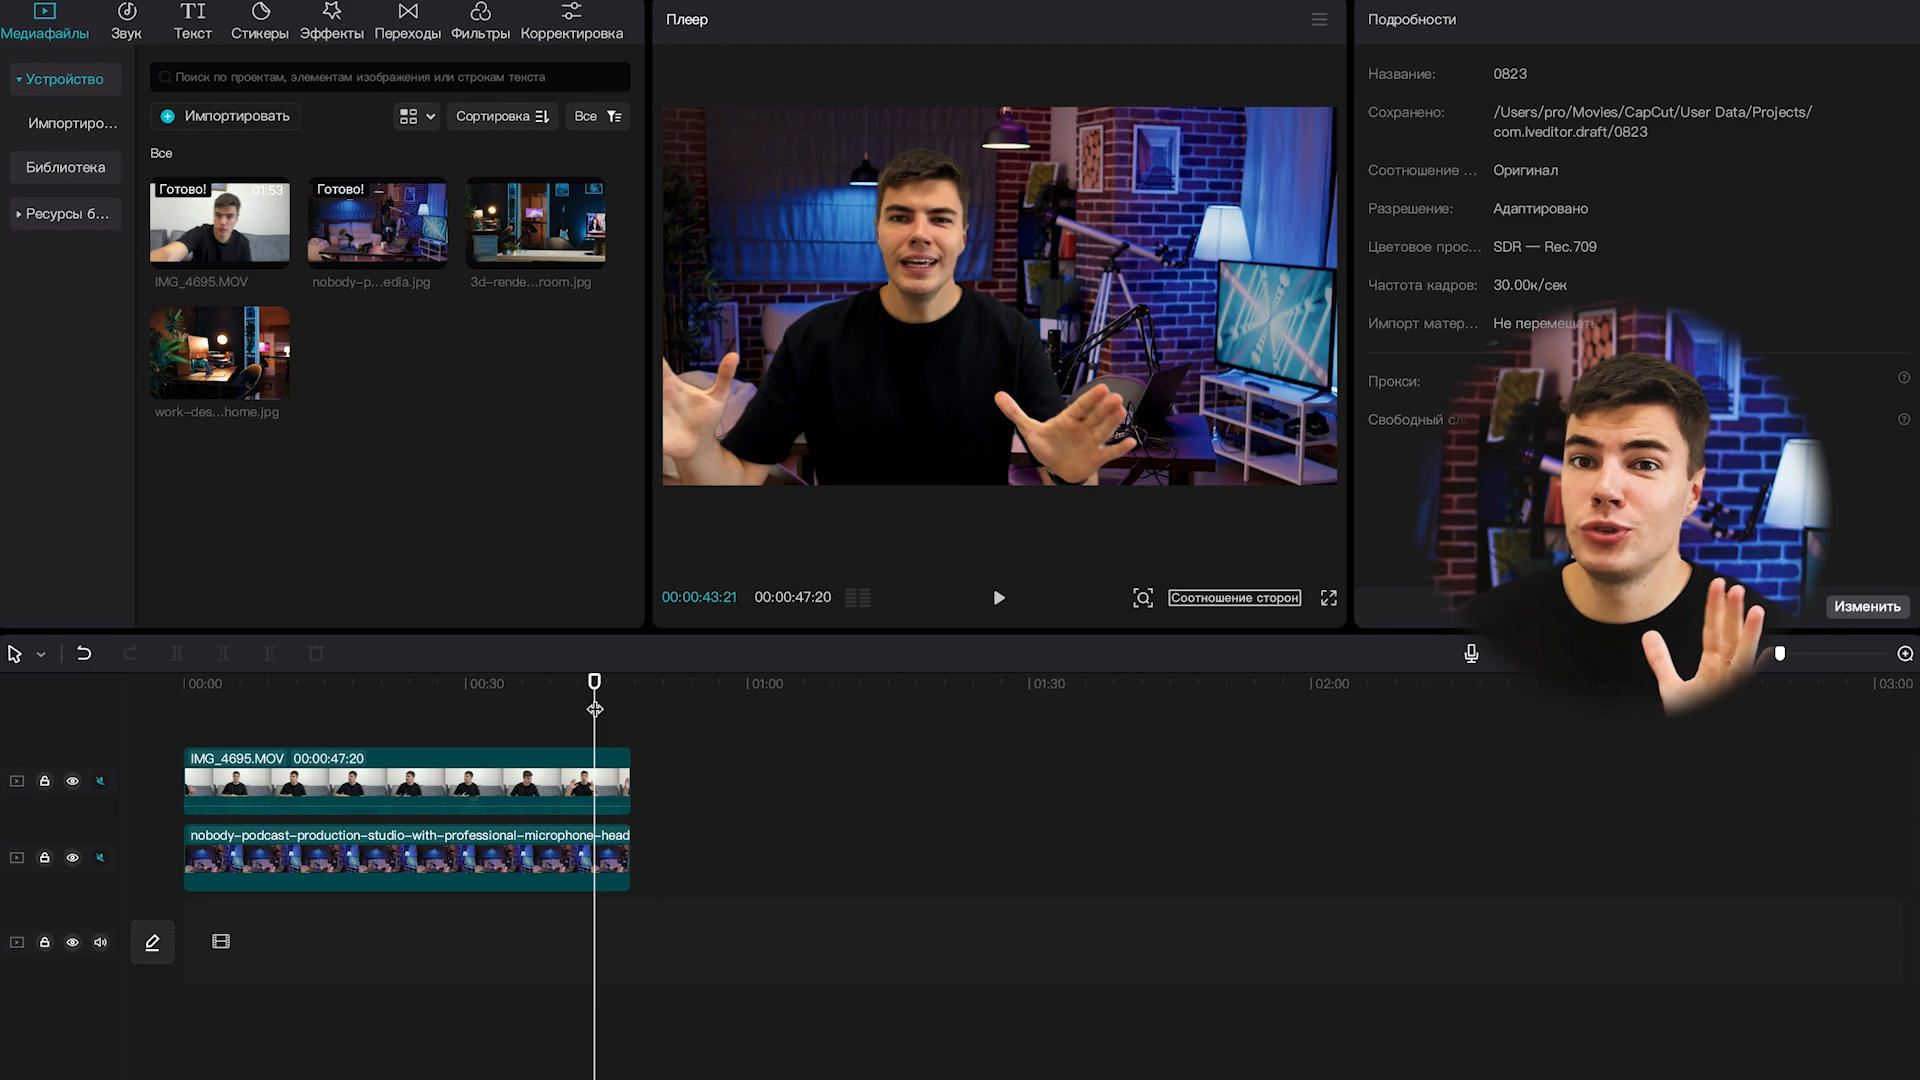 Медиафайлы
Звук
Текст
Стикеры
Эффекты
Переходы
Фильтры
Корректировка
Устройство
Импортиро...
Библиотека
Ресурсы б...
Поиск по проектам, элементам изображения или строкам текста
Импортировать
Сортировка
Все
Все
Готово! 01:53
IMG_4695.MOV
Готово!
nobody-p...edia.jpg
3d-rende...room.jpg
work-des...home.jpg
Плеер
00:00:43:21 00:00:47:20
Соотношение сторон
Подробности
Название: 0823
Сохранено: /Users/pro/Movies/CapCut/User Data/Projects/
com.lveditor.draft/0823
Соотношение ... Оригинал
Разрешение: Адаптировано
Цветовое прос... SDR — Rec.709
Частота кадров: 30.00к/сек
Импорт матер... Не перемещать
Прокси:
Свободный
Изменить
00:00 00:30 01:00 01:30 02:00 03:00
IMG_4695.MOV 00:00:47:20
nobody-podcast-production-studio-with-professional-microphone-head